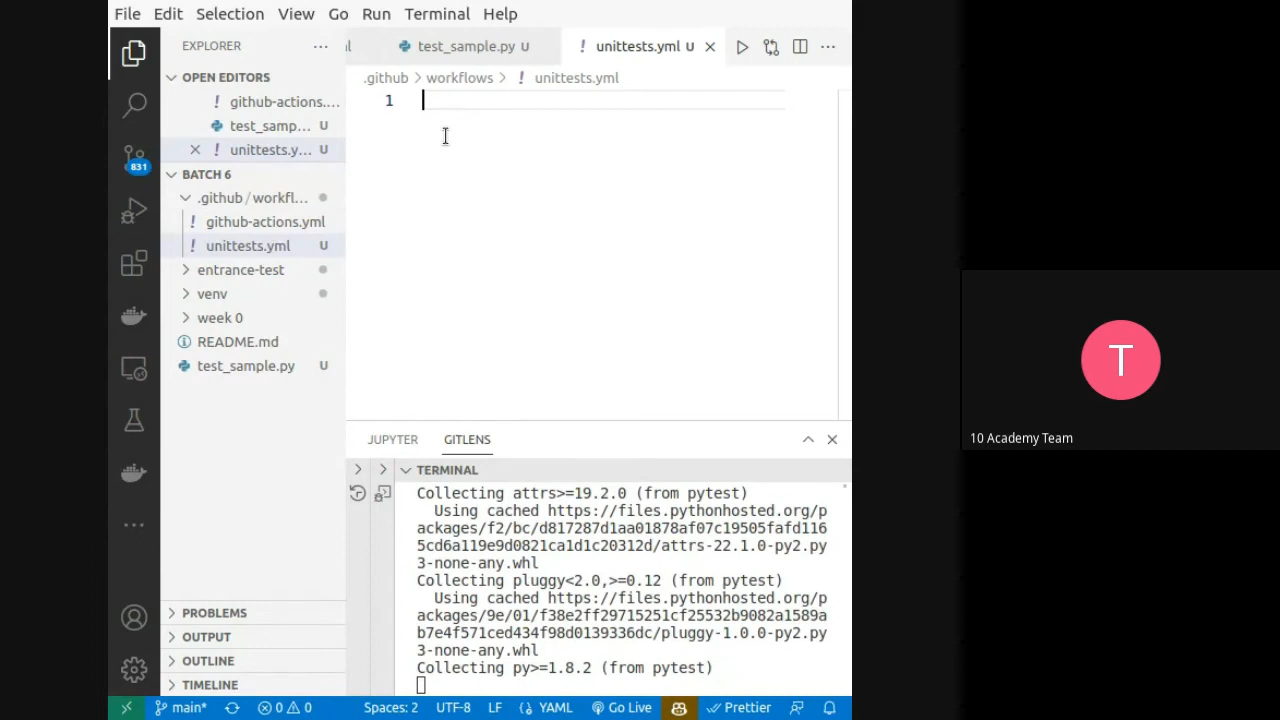 File Edit Selection View Go Run Terminal Help
EXPLORER
test_sample.py U
unittests.yml U
OPEN EDITORS
github-actions....
test_samp... U
unittests.y... U
.github > workflows > unittests.yml
1
831
BATCH 6
.github / workfl...
github-actions.yml
unittests.yml U
entrance-test
venv
week 0
README.md
test_sample.py U
PROBLEMS
OUTPUT
OUTLINE
TIMELINE
JUPYTER GITLENS
TERMINAL
Collecting attrs>=19.2.0 (from pytest)
Using cached https://files.pythonhosted.org/p
ackages/f2/bc/d817287d1aa01878af07c19505fafd116
5cd6a119e9d0821ca1d1c20312d/attrs-22.1.0-py2.py
3-none-any.whl
Collecting pluggy<2.0,>=0.12 (from pytest)
Using cached https://files.pythonhosted.org/p
ackages/9e/01/f38e2ff29715251cf25532b9082a1589a
b7e4f571ced434f98d0139336dc/pluggy-1.0.0-py2.py
3-none-any.whl
Collecting py>=1.8.2 (from pytest)
main* 0 0 Spaces: 2 UTF-8 LF YAML Go Live Prettier
T
10 Academy Team